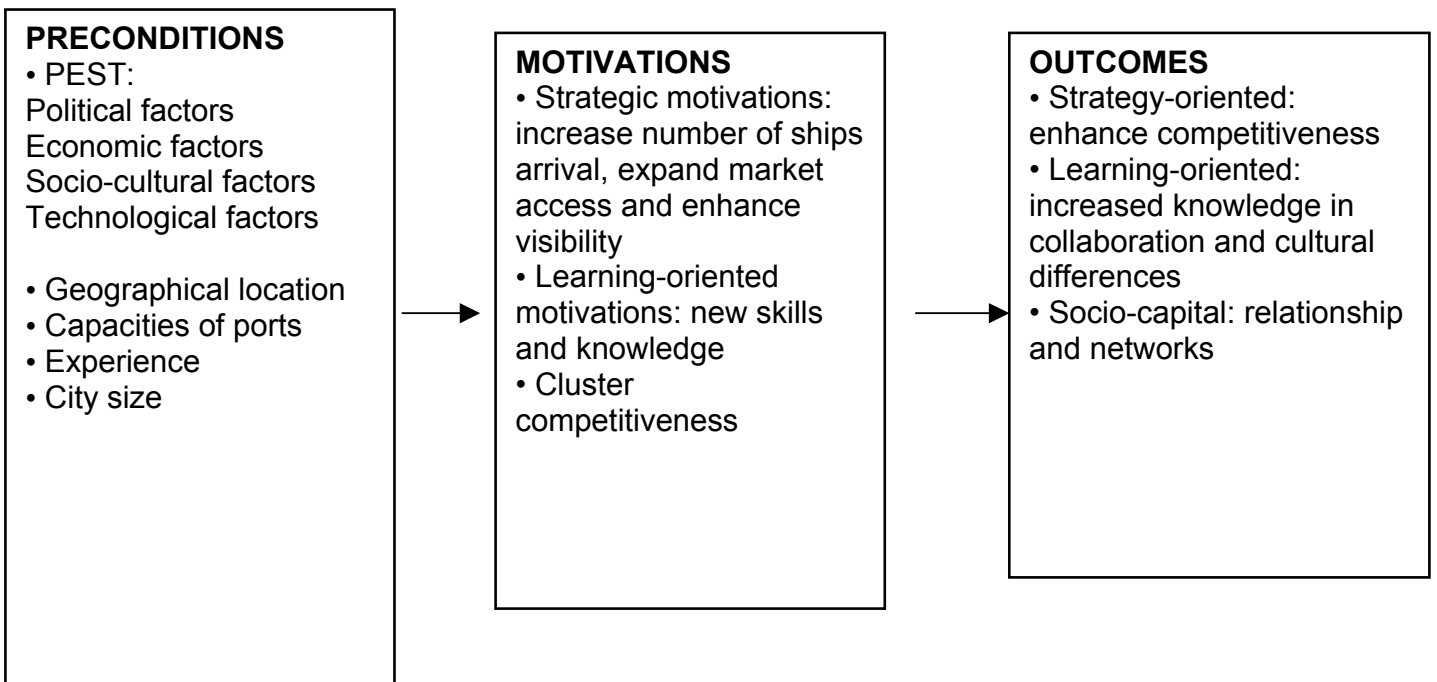 PRECONDITIONS
• PEST:
Political factors
Economic factors
Socio-cultural factors
Technological factors
• Geographical location
• Capacities of ports
• Experience
• City size
MOTIVATIONS
• Strategic motivations:
increase number of ships
arrival, expand market
access and enhance
visibility
• Learning-oriented
motivations: new skills
and knowledge
• Cluster
competitiveness
OUTCOMES
• Strategy-oriented:
enhance competitiveness
• Learning-oriented:
increased knowledge in
collaboration and cultural
differences
• Socio-capital: relationship
and networks